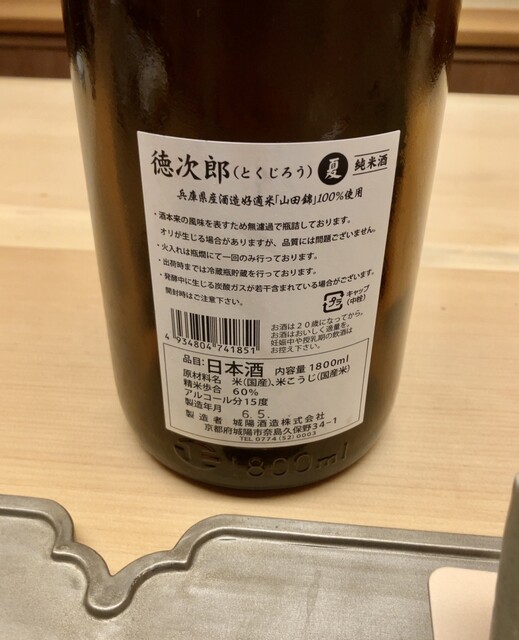 徳次郎(とくじろう) 夏 純米酒
兵庫県産酒造好適米「山田錦」100%使用
・酒本来の風味を表すため無濾過で瓶詰しております。
オリが生じる場合がありますが、品質には問題ございません。
・火入れは瓶燗にて一回のみ行っております。
・出荷時までは冷蔵瓶貯蔵を行っております。
・発酵中に生じる炭酸ガスが若干含まれている場合がございます。
開封時はご注意下さい。
プラ キャップ
(中栓)
4 934804 741851
お酒は20歳になってから。
お酒はおいしく適量を。
妊娠中や授乳期の飲酒は
お控え下さい。
品目:日本酒 内容量 1800ml
原材料名 米(国産)、米こうじ(国産米)
精米歩合 60%
アルコール分15度
製造年月 6.5.
製造者 城陽酒造株式会社
京都府城陽市奈島久保野34-1
TEL 0774(52)0003
1800ml